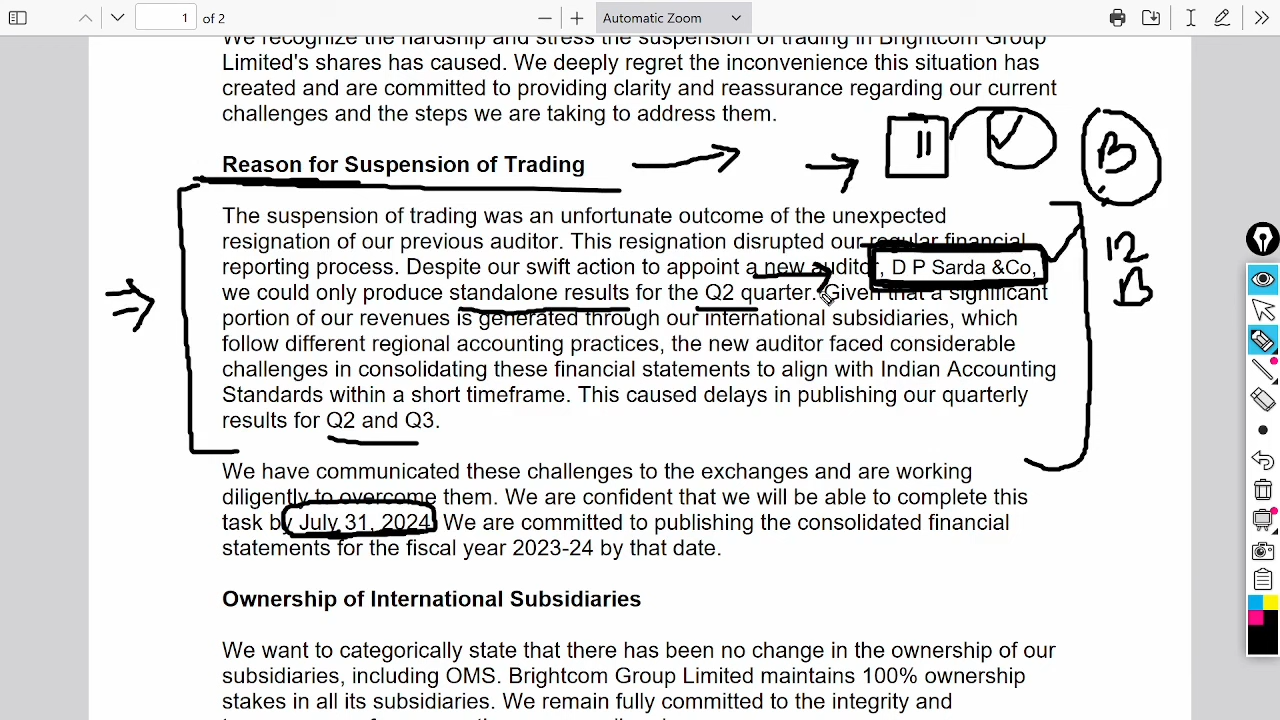 1 of 2
Automatic Zoom
We recognize the hardship and stress the suspension of trading in Brightcom Group
Limited's shares has caused. We deeply regret the inconvenience this situation has
created and are committed to providing clarity and reassurance regarding our current
challenges and the steps we are taking to address them.
11
B
Reason for Suspension of Trading
The suspension of trading was an unfortunate outcome of the unexpected
resignation of our previous auditor. This resignation disrupted our regular financial
12
reporting process. Despite our swift action to appoint a new auditor, D P Sarda &Co,
B
we could only produce standalone results for the Q2 quarter. Given that a significant
portion of our revenues is generated through our international subsidiaries, which
follow different regional accounting practices, the new auditor faced considerable
challenges in consolidating these financial statements to align with Indian Accounting
Standards within a short timeframe. This caused delays in publishing our quarterly
results for Q2 and Q3.
We have communicated these challenges to the exchanges and are working
diligently to overcome them. We are confident that we will be able to complete this
task by July 31, 2024. We are committed to publishing the consolidated financial
statements for the fiscal year 2023-24 by that date.
Ownership of International Subsidiaries
We want to categorically state that there has been no change in the ownership of our
subsidiaries, including OMS. Brightcom Group Limited maintains 100% ownership
stakes in all its subsidiaries. We remain fully committed to the integrity and